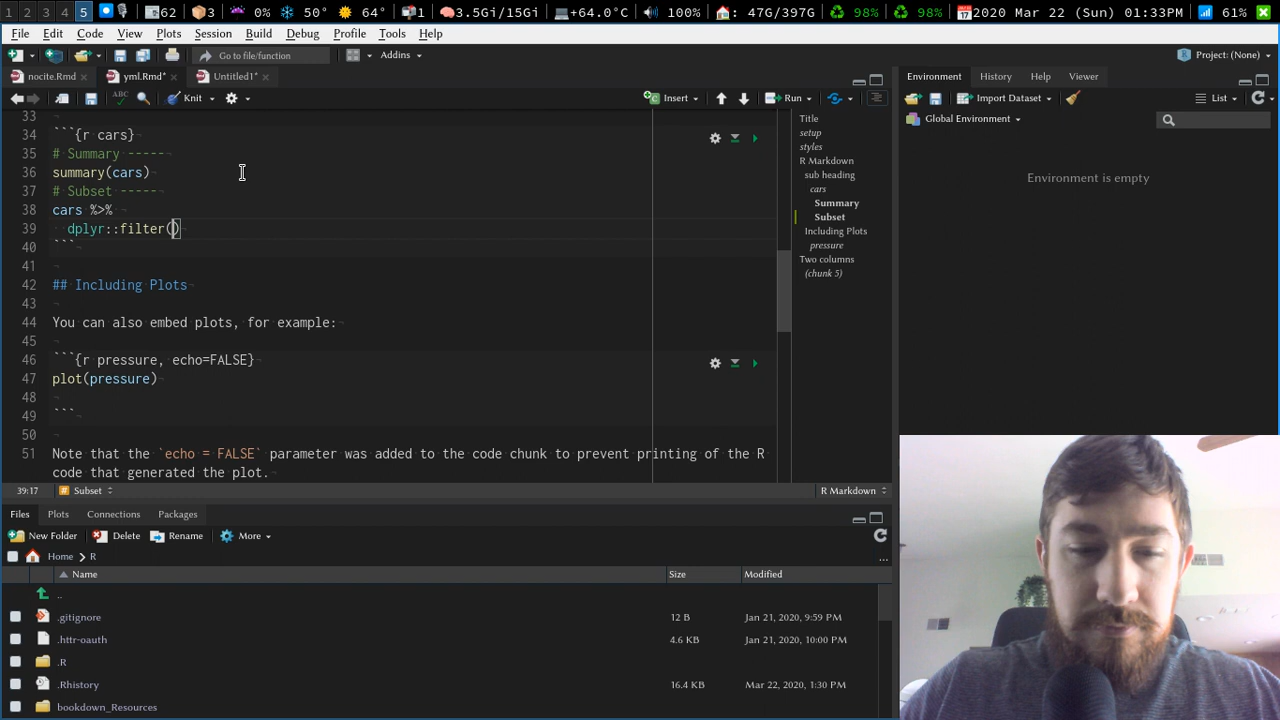 1 2 3 4 5 62 3 0% 50° 64° 1 3.5Gi/15Gi +64.0°C 100% : 47G/397G 98% 98% 2020 Mar 22 (Sun) 01:33PM 61%
File Edit Code View Plots Session Build Debug Profile Tools Help
Go to file/function Addins Project: (None)
nocite.Rmd yml.Rmd* Untitled1*
Knit Insert Run
33
34 ```{r cars}
35 # Summary -----
36 summary(cars)
37 # Subset -----
38 cars %>%
39 dplyr::filter()
40 ```
41
42 ## Including Plots
43
44 You can also embed plots, for example:
45
46 ```{r pressure, echo=FALSE}
47 plot(pressure)
48
49 ```
50
51 Note that the `echo = FALSE` parameter was added to the code chunk to prevent printing of the R
code that generated the plot.
39:17 Subset R Markdown
Title
setup
styles
R Markdown
sub heading
cars
Summary
Subset
Including Plots
pressure
Two columns
(chunk 5)
Environment History Help Viewer
Import Dataset List
Global Environment
Environment is empty
Files Plots Connections Packages
New Folder Delete Rename More
Home R ...
Name Size Modified
..
.gitignore 12 B Jan 21, 2020, 9:59 PM
.httr-oauth 4.6 KB Jan 21, 2020, 10:00 PM
.R
.Rhistory 16.4 KB Mar 22, 2020, 1:30 PM
bookdown_Resources